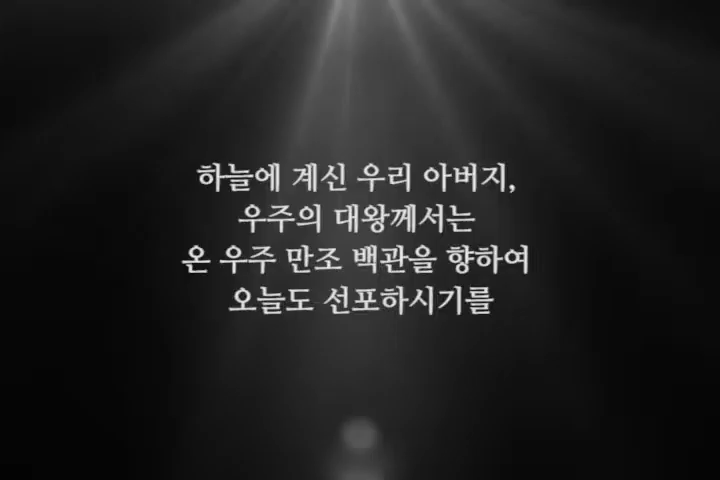 하늘에 계신 우리 아버지,
우주의 대왕께서는
온 우주 만조 백관을 향하여
오늘도 선포하시기를